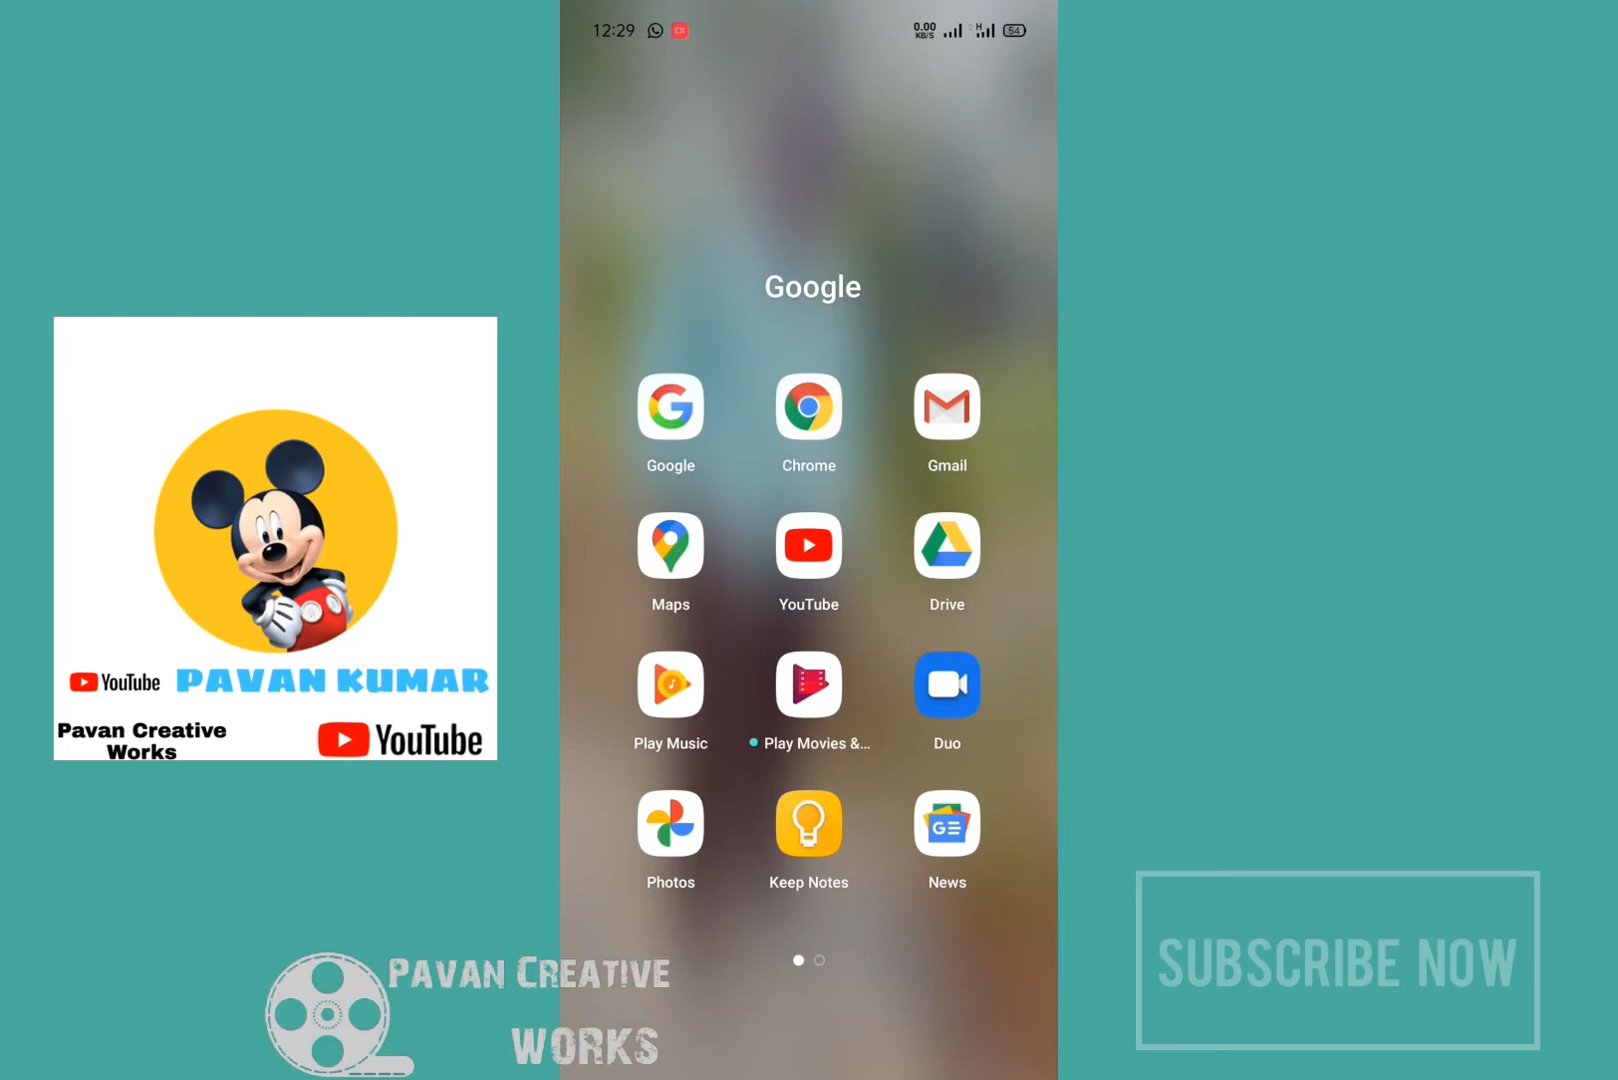 12:29
0.00
KB/S
H
54
Google
Google
Chrome
Gmail
Maps
YouTube
Drive
Play Music
Play Movies &...
Duo
Photos
Keep Notes
GE
News
YouTube
PAVAN KUMAR
Pavan Creative
Works
YouTube
PAVAN CREATIVE
WORKS
SUBSCRIBE NOW